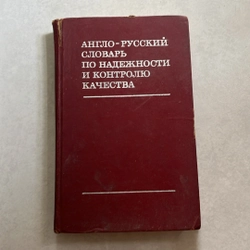 АНГЛО-РУССКИЙ
СЛОВАРЬ
ПО НАДЕЖНОСТИ
И КОНТРОЛЮ
КАЧЕСТВА